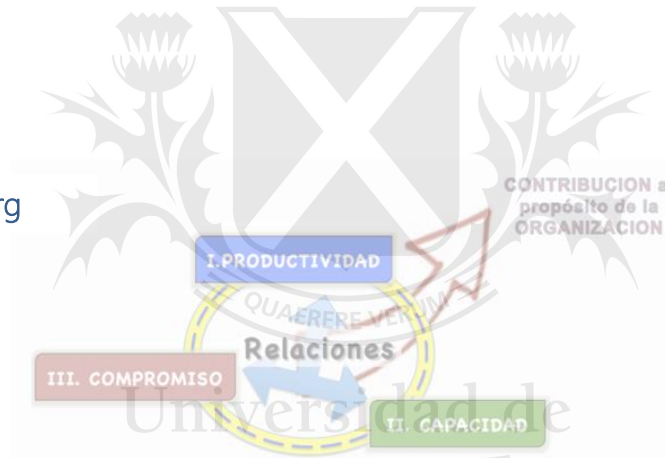 rg
CONTRIBUCION a
propósito de la
ORGANIZACION
I.PRODUCTIVIDAD
QUAERERE VERUM
Relaciones
III. COMPROMISO
II. CAPACIDAD
Universidad de